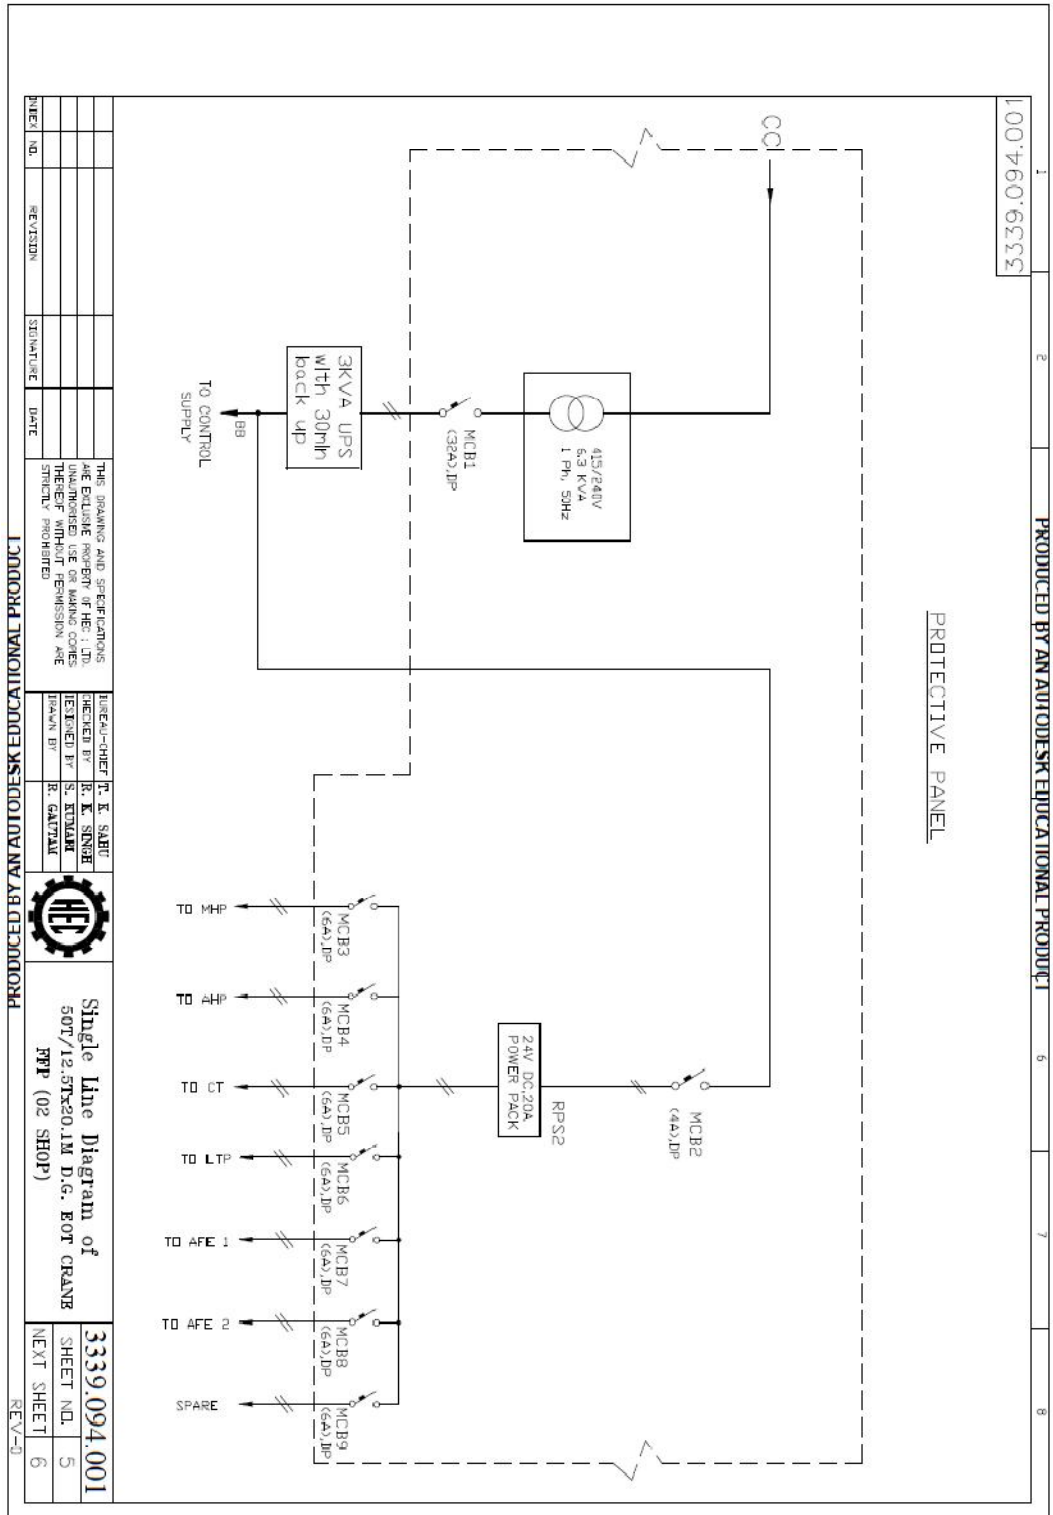 PRODUCED BY AN AUTODESK EDUCATIONAL PRODUCT
1
2
6
7
8
3339.094.001
PROTECTIVE PANEL
CC
415/240V
6.3 KVA
1 Ph, 50Hz
MCB1
(32A),DP
3KVA UPS
with 30min
back up
BB
TO CONTROL
SUPPLY
MCB2
(4A),DP
RPS2
24V DC,20A
POWER PACK
MCB3
(6A),DP
MCB4
(6A),DP
MCB5
(6A),DP
MCB6
(6A),DP
MCB7
(6A),DP
MCB8
(6A),DP
MCB9
(6A),DP
TO MHP
TO AHP
TO CT
TO LTP
TO AFE 1
TO AFE 2
SPARE
INDEX
NO.
REVISION
SIGNATURE
DATE
THIS DRAWING AND SPECIFICATIONS
ARE EXCLUSIVE PROPERTY OF HEC : LTD.
UNAUTHORISED USE OR MAKING COPIES
THEREOF WITHOUT PERMISSION ARE
STRICTLY PROHIBITED
BUREAU-CHIEF T. K. SAHU
CHECKED BY R. K. SINGH
DESIGNED BY S. KUMARI
DRAWN BY R. GAUTAM
HEC
Single Line Diagram of
50T/12.5Tx20.1M D.G. EOT CRANE
FFP (02 SHOP)
3339.094.001
SHEET NO. 5
NEXT SHEET 6
REV-D
PRODUCED BY AN AUTODESK EDUCATIONAL PRODUCT